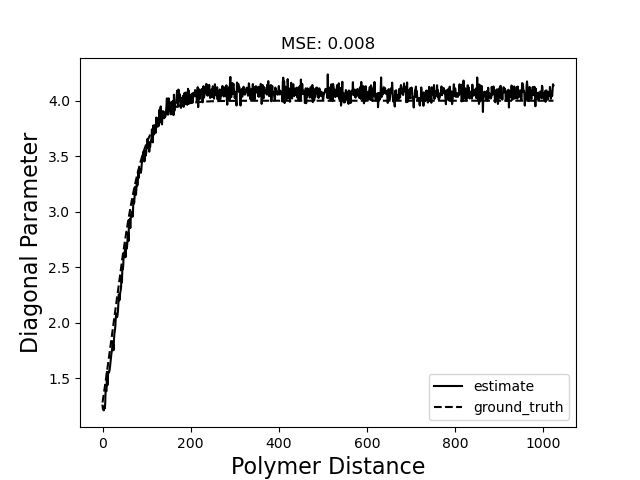 MSE: 0.008
Diagonal Parameter
4.0
3.5
3.0
2.5
2.0
1.5
estimate
ground_truth
0 200 400 600 800 1000
Polymer Distance